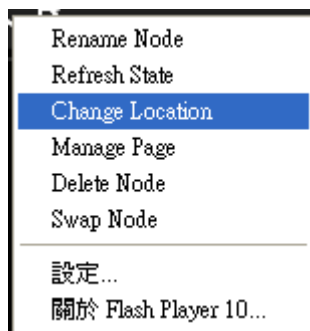 Rename Node
Refresh State
Change Location
Manage Page
Delete Node
Swap Node
設定...
關於 Flash Player 10...